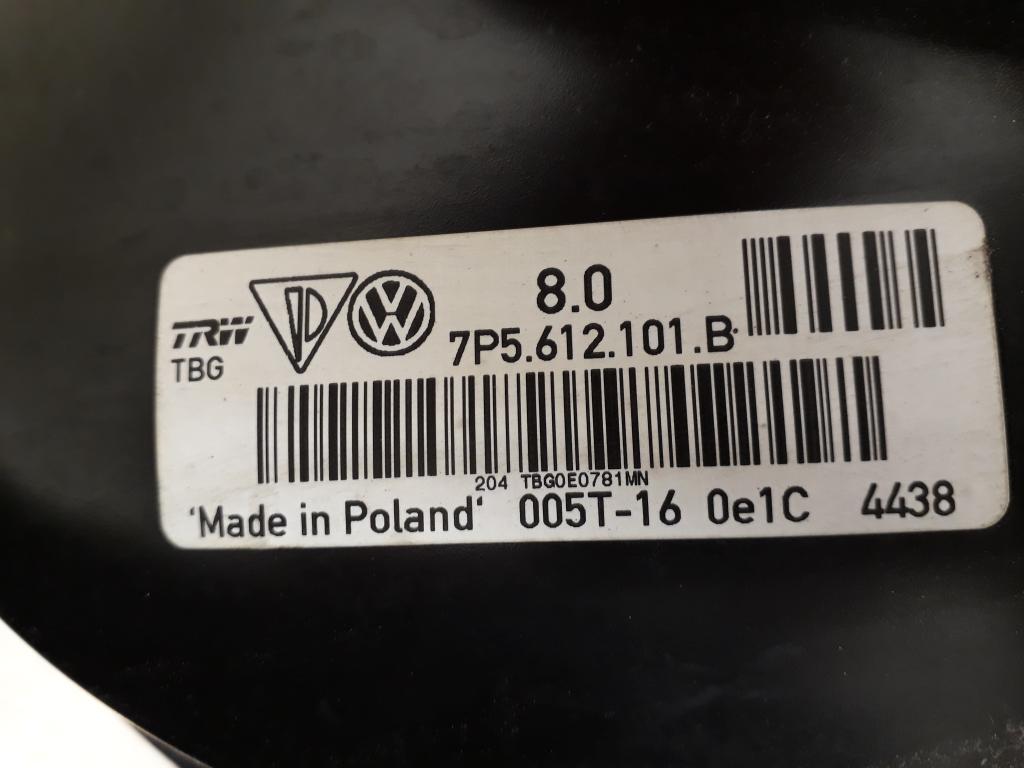 TRW
TBG
8.0
7P5.612.101.B
204 TBG0E0781MN
'Made in Poland' 005T-16 0e1C 4438